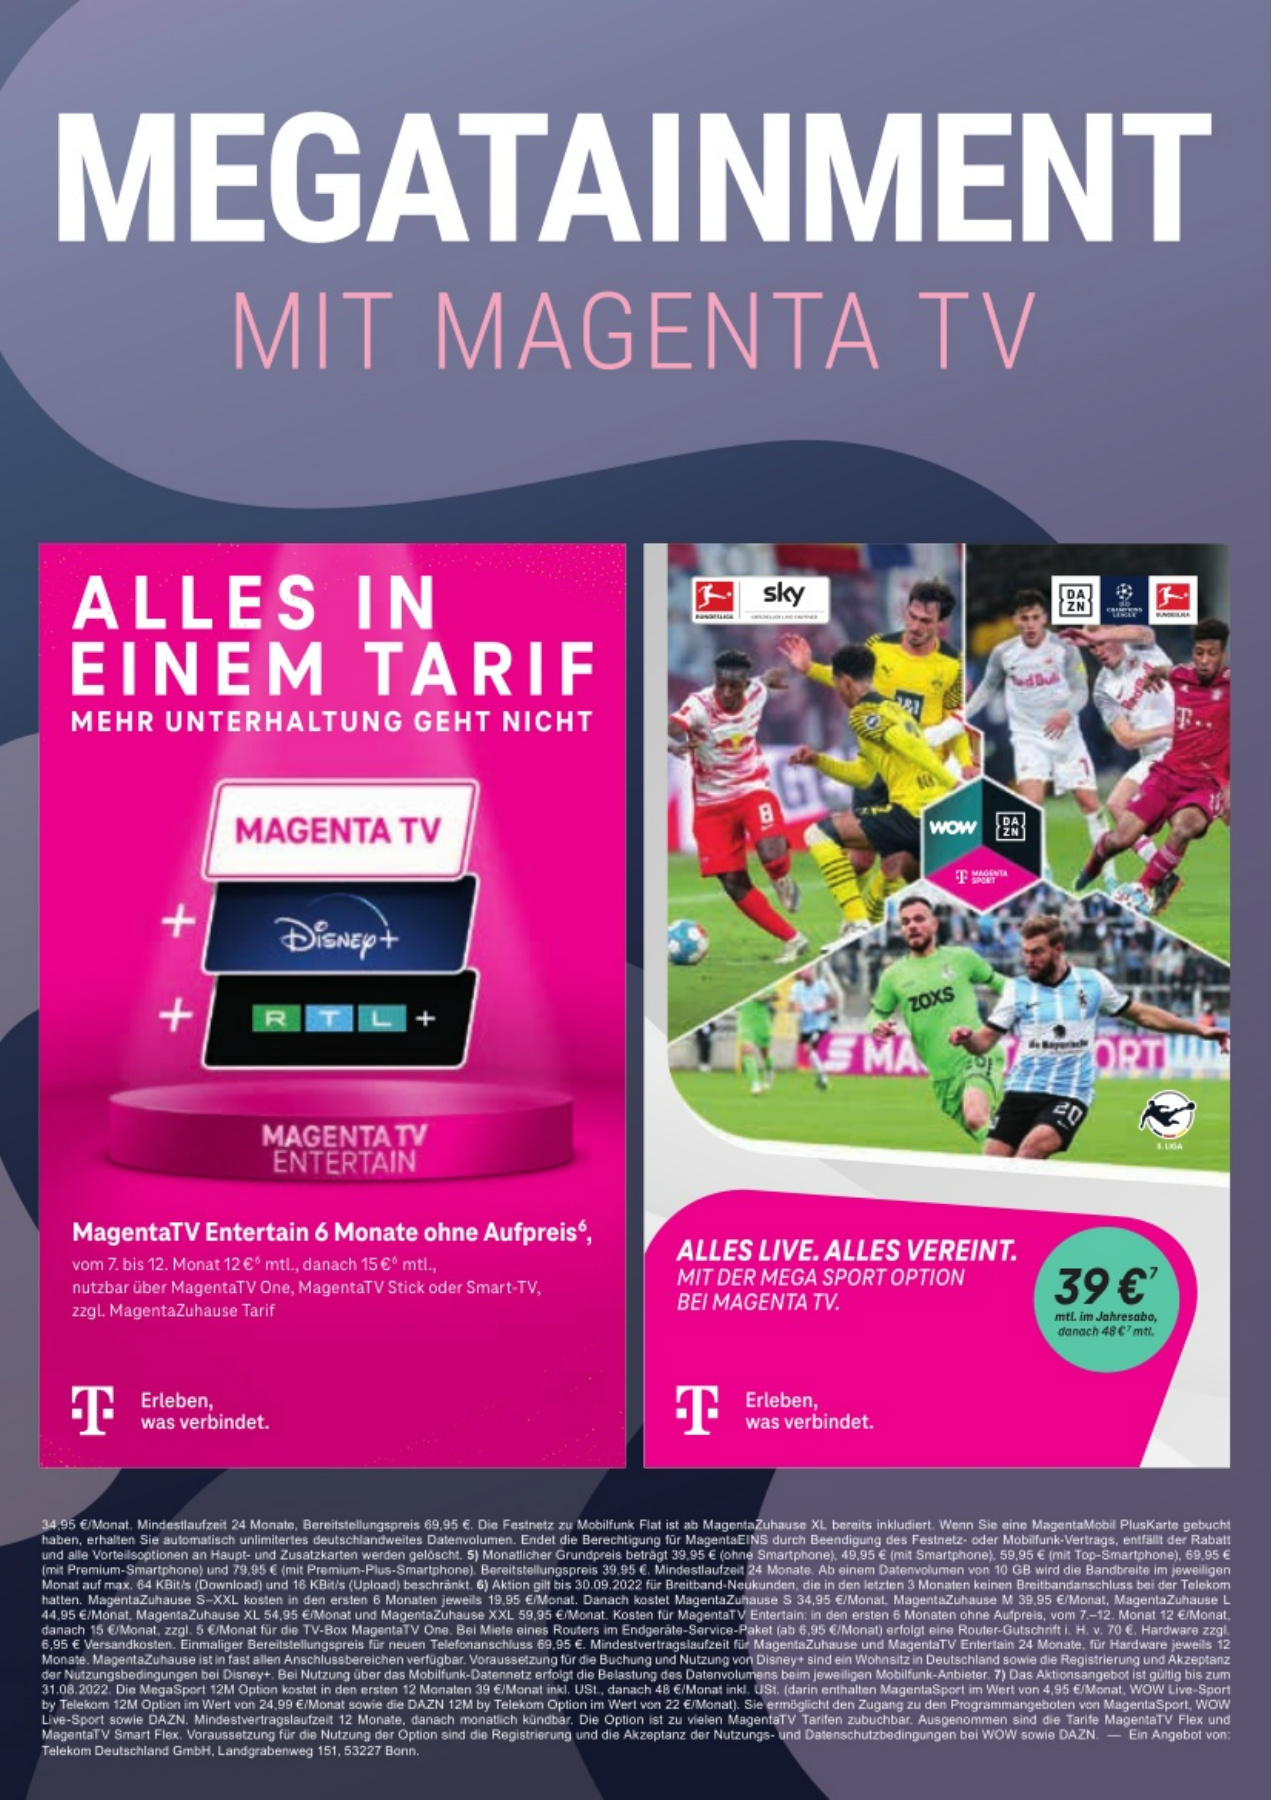 MEGATAINMENT
MIT MAGENTA TV
ALLES IN
EINEM TARIF
MEHR UNTERHALTUNG GEHT NICHT
MAGENTA TV
+ Disney+
+ RTL+
MAGENTA TV
ENTERTAIN
MagentaTV Entertain 6 Monate ohne Aufpreis⁶,
vom 7. bis 12. Monat 12 €⁶ mtl., danach 15 €⁶ mtl.,
nutzbar über MagentaTV One, MagentaTV Stick oder Smart-TV,
zzgl. MagentaZuhause Tarif
T Erleben,
was verbindet.
BUNDESLIGA
sky
OFFIZIELLER LIVE-PARTNER
DAZN
CHAMPIONS
LEAGUE
BUNDESLIGA
Red Bull
1&1
T··
8
WOW
DAZN
T MAGENTA
SPORT
ZOXS
die Bayerische
20
3. LIGA
ALLES LIVE. ALLES VEREINT.
MIT DER MEGA SPORT OPTION
BEI MAGENTA TV.
39 €⁷
mtl. im Jahresabo,
danach 48 €⁷ mtl.
T Erleben,
was verbindet.
34,95 €/Monat. Mindestlaufzeit 24 Monate, Bereitstellungspreis 69,95 €. Die Festnetz zu Mobilfunk Flat ist ab MagentaZuhause XL bereits inkludiert. Wenn Sie eine MagentaMobil PlusKarte gebucht
haben, erhalten Sie automatisch unlimitertes deutschlandweites Datenvolumen. Endet die Berechtigung für MagentaEINS durch Beendigung des Festnetz- oder Mobilfunk-Vertrags, entfällt der Rabatt
und alle Vorteilsoptionen an Haupt- und Zusatzkarten werden gelöscht. 5) Monatlicher Grundpreis beträgt 39,95 € (ohne Smartphone), 49,95 € (mit Smartphone), 59,95 € (mit Top-Smartphone), 69,95 €
(mit Premium-Smartphone) und 79,95 € (mit Premium-Plus-Smartphone). Bereitstellungspreis 39,95 €. Mindestlaufzeit 24 Monate. Ab einem Datenvolumen von 10 GB wird die Bandbreite im jeweiligen
Monat auf max. 64 KBit/s (Download) und 16 KBit/s (Upload) beschränkt. 6) Aktion gilt bis 30.09.2022 für Breitband-Neukunden, die in den letzten 3 Monaten keinen Breitbandanschluss bei der Telekom
hatten. MagentaZuhause S–XXL kosten in den ersten 6 Monaten jeweils 19,95 €/Monat. Danach kostet MagentaZuhause S 34,95 €/Monat, MagentaZuhause M 39,95 €/Monat, MagentaZuhause L
44,95 €/Monat, MagentaZuhause XL 54,95 €/Monat und MagentaZuhause XXL 59,95 €/Monat. Kosten für MagentaTV Entertain: in den ersten 6 Monaten ohne Aufpreis, vom 7.–12. Monat 12 €/Monat,
danach 15 €/Monat, zzgl. 5 €/Monat für die TV-Box MagentaTV One. Bei Miete eines Routers im Endgeräte-Service-Paket (ab 6,95 €/Monat) erfolgt eine Router-Gutschrift i. H. v. 70 €. Hardware zzgl.
6,95 € Versandkosten. Einmaliger Bereitstellungspreis für neuen Telefonanschluss 69,95 €. Mindestvertragslaufzeit für MagentaZuhause und MagentaTV Entertain 24 Monate, für Hardware jeweils 12
Monate. MagentaZuhause ist in fast allen Anschlussbereichen verfügbar. Voraussetzung für die Buchung und Nutzung von Disney+ sind ein Wohnsitz in Deutschland sowie die Registrierung und Akzeptanz
der Nutzungsbedingungen bei Disney+. Bei Nutzung über das Mobilfunk-Datennetz erfolgt die Belastung des Datenvolumens beim jeweiligen Mobilfunk-Anbieter. 7) Das Aktionsangebot ist gültig bis zum
31.08.2022. Die MegaSport 12M Option kostet in den ersten 12 Monaten 39 €/Monat inkl. USt., danach 48 €/Monat inkl. USt. (darin enthalten MagentaSport im Wert von 4,95 €/Monat, WOW Live-Sport
by Telekom 12M Option im Wert von 24,99 €/Monat sowie die DAZN 12M by Telekom Option im Wert von 22 €/Monat). Sie ermöglicht den Zugang zu den Programmangeboten von MagentaSport, WOW
Live-Sport sowie DAZN. Mindestvertragslaufzeit 12 Monate, danach monatlich kündbar. Die Option ist zu vielen MagentaTV Tarifen zubuchbar. Ausgenommen sind die Tarife MagentaTV Flex und
MagentaTV Smart Flex. Voraussetzung für die Nutzung der Option sind die Registrierung und die Akzeptanz der Nutzungs- und Datenschutzbedingungen bei WOW sowie DAZN. — Ein Angebot von:
Telekom Deutschland GmbH, Landgrabenweg 151, 53227 Bonn.